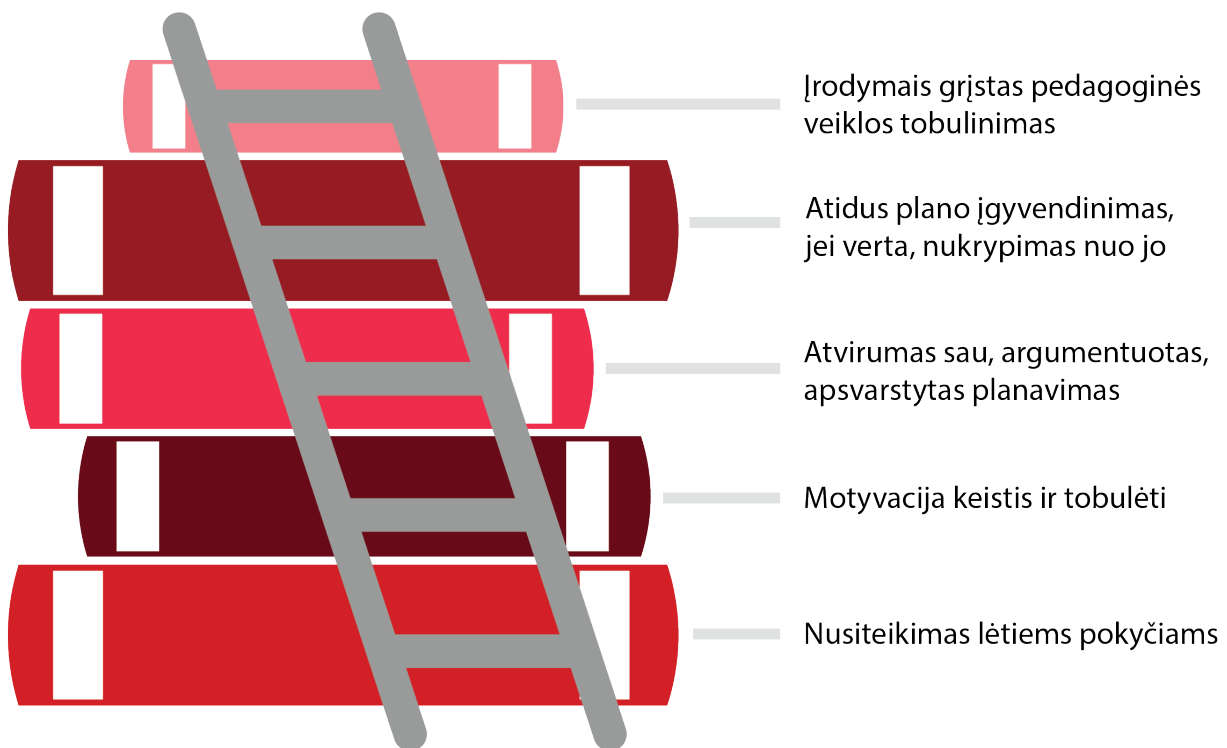 Įrodymais grįstas pedagoginės
veiklos tobulinimas
Atidus plano įgyvendinimas,
jei verta, nukrypimas nuo jo
Atvirumas sau, argumentuotas,
apsvarstytas planavimas
Motyvacija keistis ir tobulėti
Nusiteikimas lėtiems pokyčiams